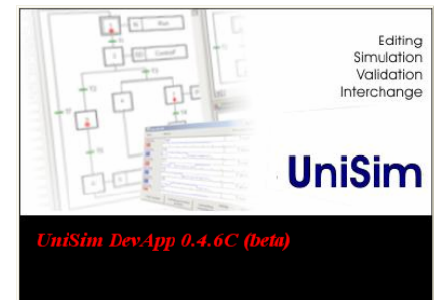 Editing
Simulation
Validation
Interchange
UniSim
UniSim DevApp 0.4.6C (beta)